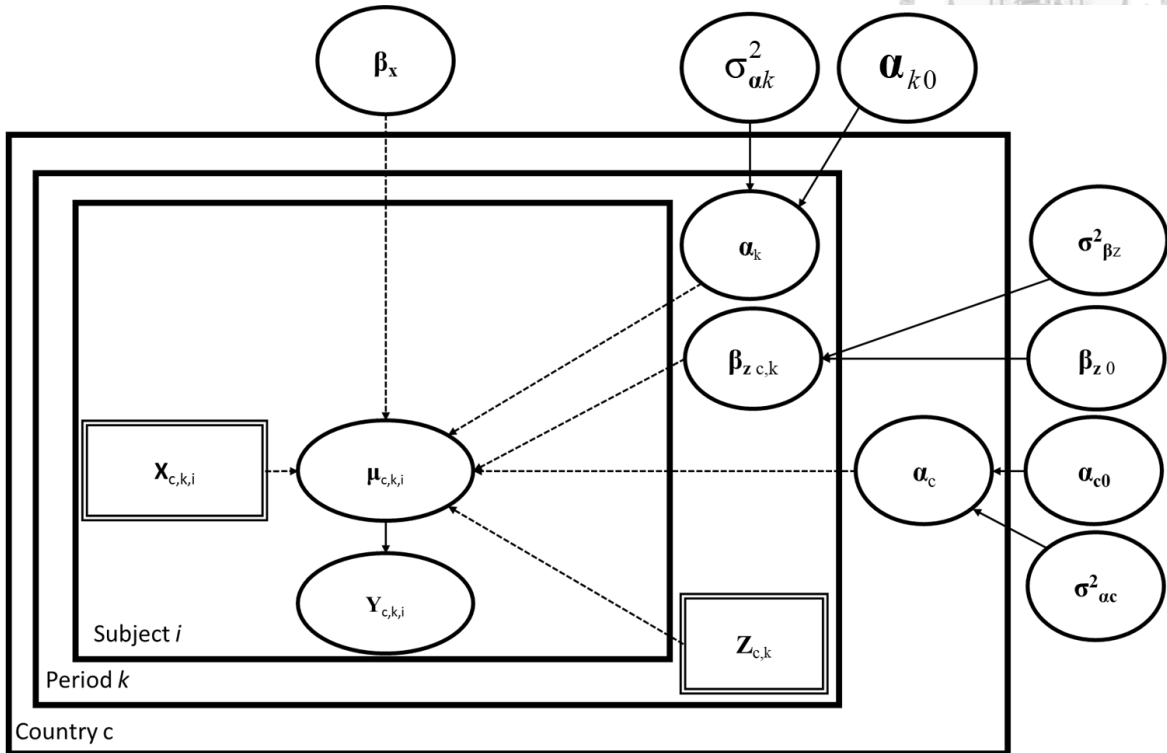 βx
σ²αk
αk0
αk
σ²βz
βz c,k
βz 0
Xc,k,i
μc,k,i
αc
αc0
Yc,k,i
σ²αc
Zc,k
Subject i
Period k
Country c